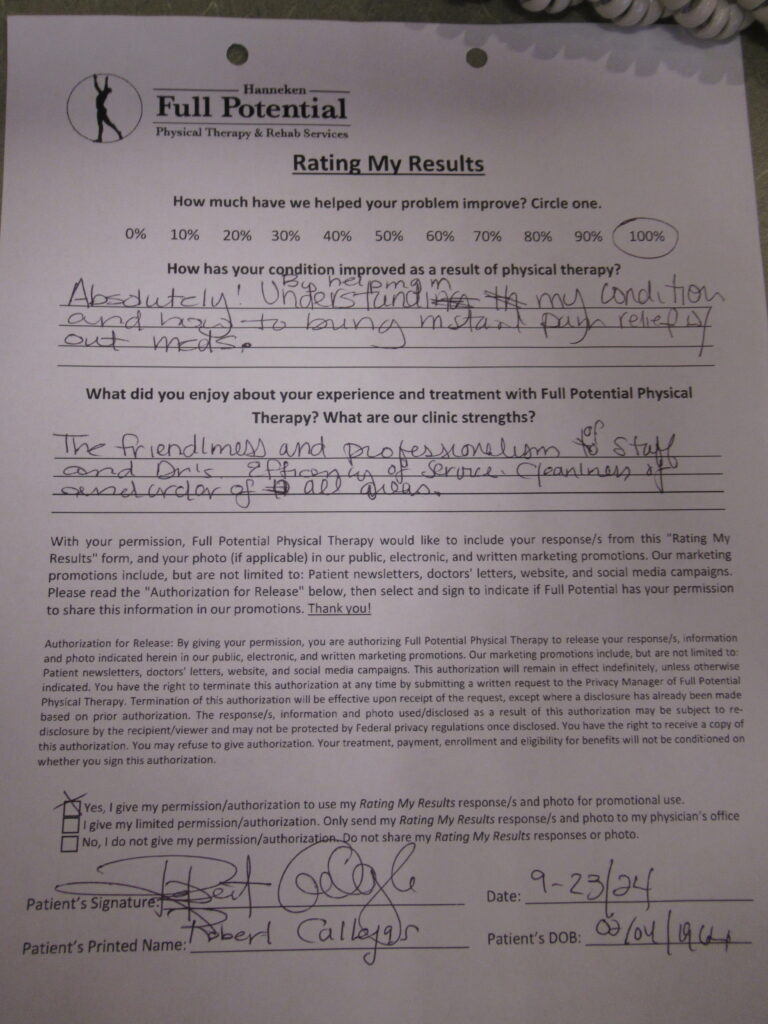 Hanneken
Full Potential
Physical Therapy & Rehab Services
Rating My Results
How much have we helped your problem improve? Circle one.
0% 10% 20% 30% 40% 50% 60% 70% 80% 90% 100%
How has your condition improved as a result of physical therapy?
By helping m
Absolutely! Understand my condition
and how to bring instant pain relief w/
out meds.
What did you enjoy about your experience and treatment with Full Potential Physical
Therapy? What are our clinic strengths?
The friendliness and professionalism of Staff
and Dr.'s Efficency of Service. Cleanliness of
and order of all areas.
With your permission, Full Potential Physical Therapy would like to include your response/s from this "Rating My
Results" form, and your photo (if applicable) in our public, electronic, and written marketing promotions. Our marketing
promotions include, but are not limited to: Patient newsletters, doctors' letters, website, and social media campaigns.
Please read the "Authorization for Release" below, then select and sign to indicate if Full Potential has your permission
to share this information in our promotions. Thank you!
Authorization for Release: By giving your permission, you are authorizing Full Potential Physical Therapy to release your response/s, information
and photo indicated herein in our public, electronic, and written marketing promotions. Our marketing promotions include, but are not limited to:
Patient newsletters, doctors' letters, website, and social media campaigns. This authorization will remain in effect indefinitely, unless otherwise
indicated. You have the right to terminate this authorization at any time by submitting a written request to the Privacy Manager of Full Potential
Physical Therapy. Termination of this authorization will be effective upon receipt of the request, except where a disclosure has already been made
based on prior authorization. The response/s, information and photo used/disclosed as a result of this authorization may be subject to re-
disclosure by the recipient/viewer and may not be protected by Federal privacy regulations once disclosed. You have the right to receive a copy of
this authorization. You may refuse to give authorization. Your treatment, payment, enrollment and eligibility for benefits will not be conditioned on
whether you sign this authorization.
Yes, I give my permission/authorization to use my Rating My Results response/s and photo for promotional use.
I give my limited permission/authorization. Only send my Rating My Results response/s and photo to my physician's office
No, I do not give my permission/authorization. Do not share my Rating My Results responses or photo.
Patient's Signature: Date: 9-23/24
Patient's Printed Name: Robert Callejas Patient's DOB: